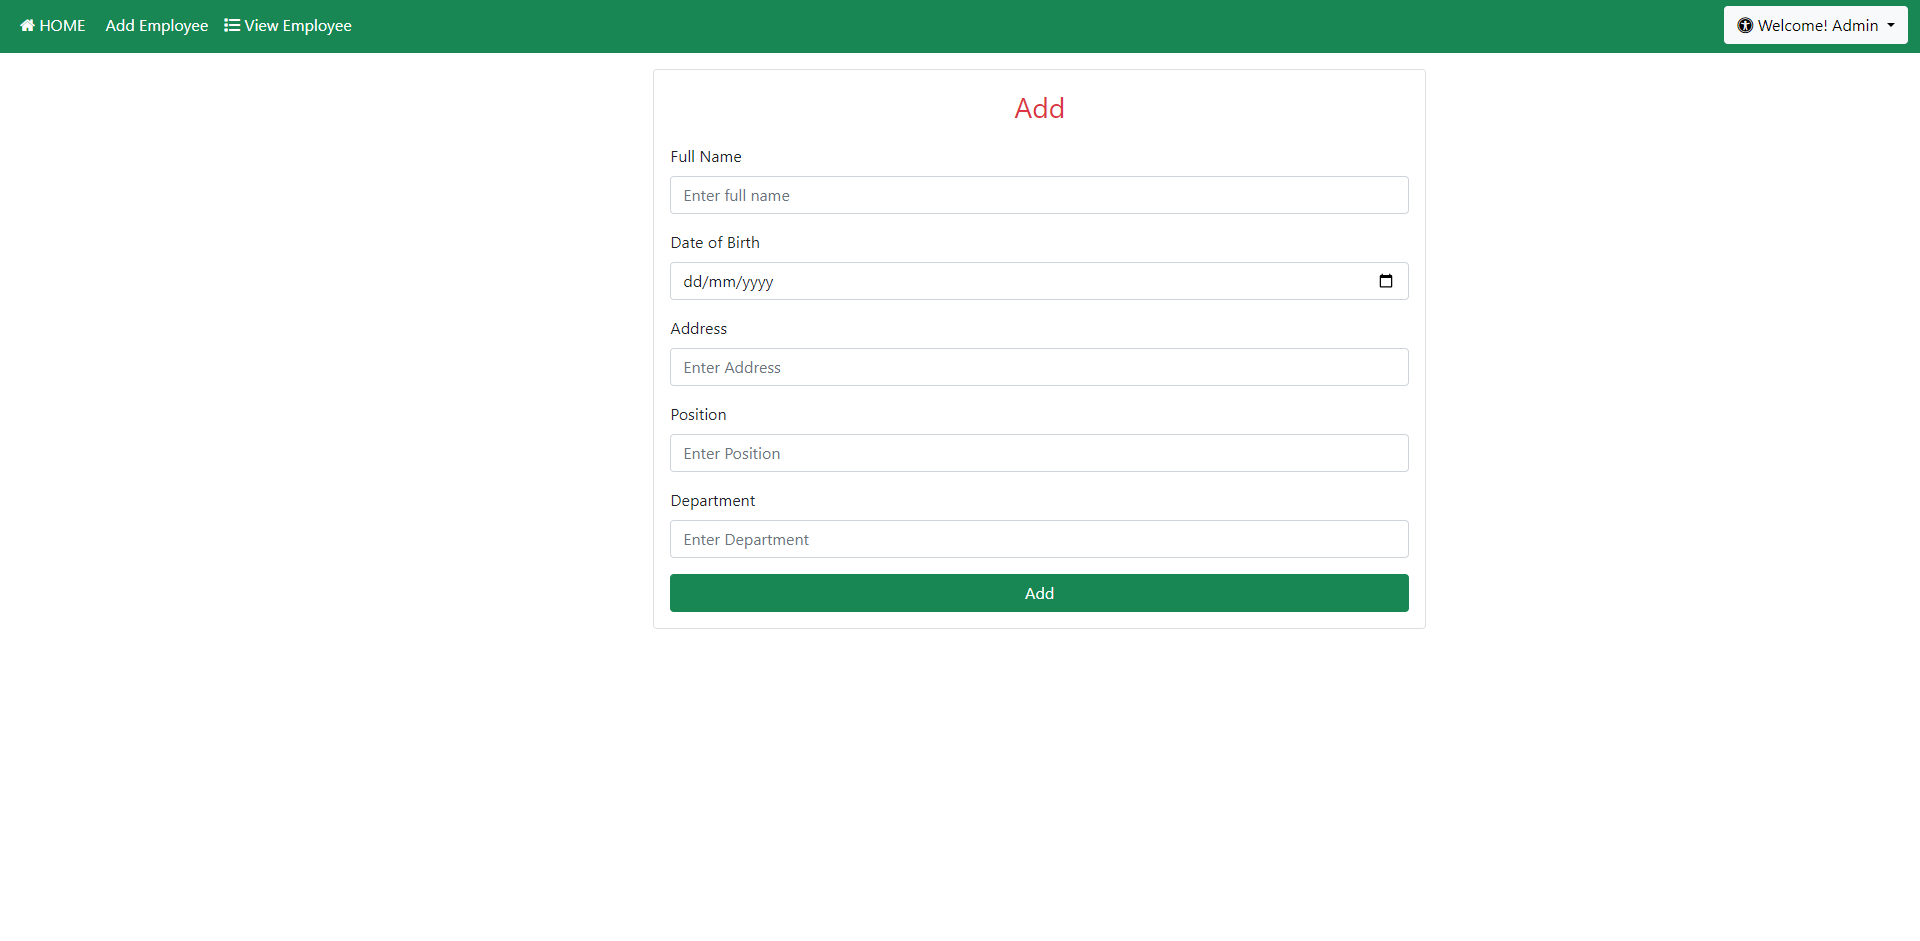 HOME Add Employee View Employee Welcome! Admin
Add
Full Name
Enter full name
Date of Birth
dd/mm/yyyy
Address
Enter Address
Position
Enter Position
Department
Enter Department
Add